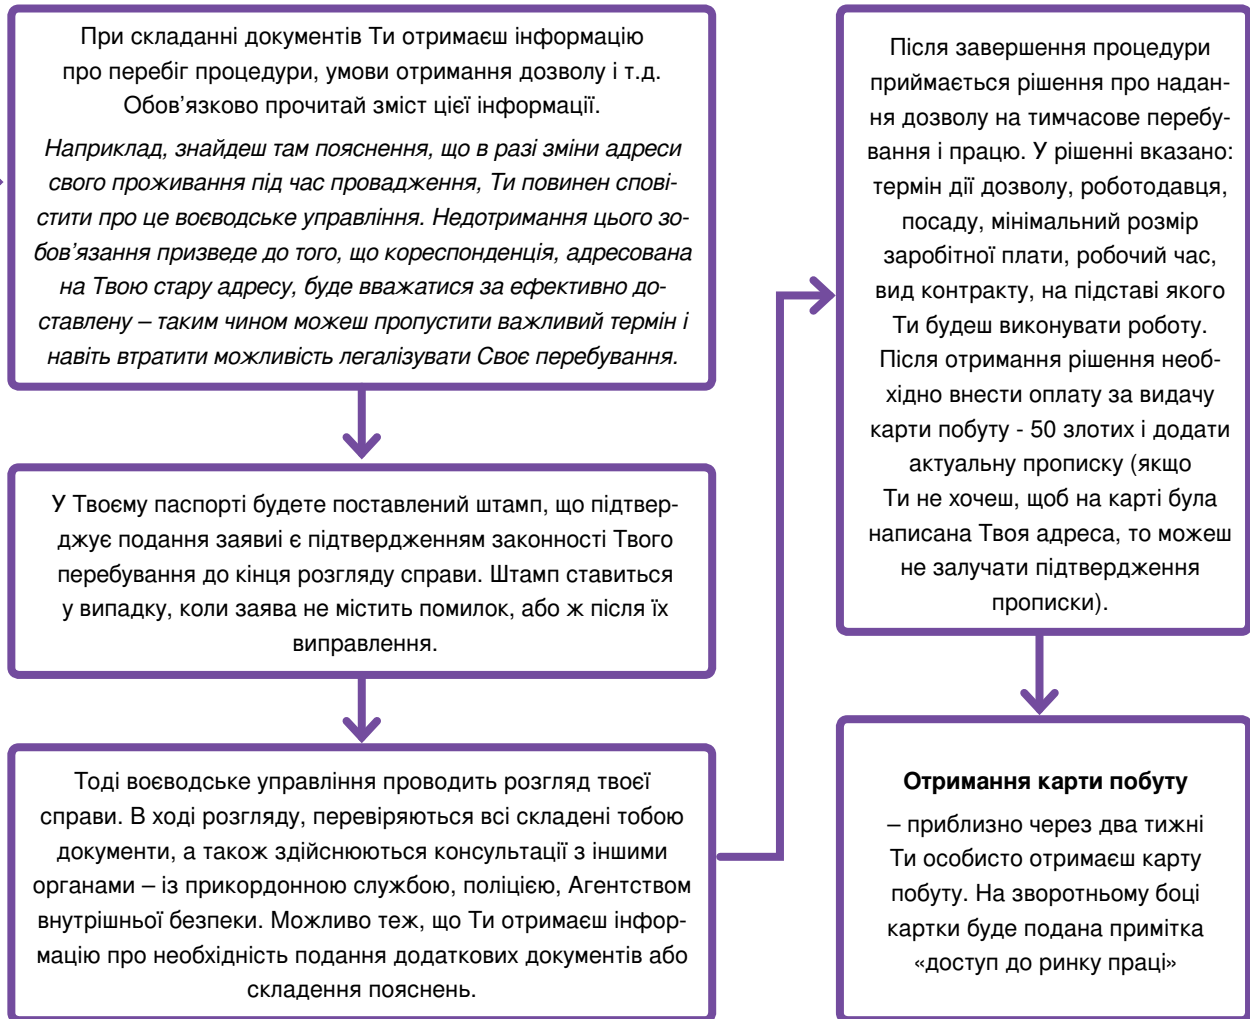 При складанні документів Ти отримаєш інформацію
про перебіг процедури, умови отримання дозволу і т.д.
Обов’язково прочитай зміст цієї інформації.
Наприклад, знайдеш там пояснення, що в разі зміни адреси
свого проживання під час провадження, Ти повинен спові-
стити про це воєводське управління. Недотримання цього зо-
бов’язання призведе до того, що кореспонденція, адресована
на Твою стару адресу, буде вважатися за ефективно до-
ставлену – таким чином можеш пропустити важливий термін і
навіть втратити можливість легалізувати Своє перебування.
У Твоєму паспорті будете поставлений штамп, що підтвер-
джує подання заявиі є підтвердженням законності Твого
перебування до кінця розгляду справи. Штамп ставиться
у випадку, коли заява не містить помилок, або ж після їх
виправлення.
Тоді воєводське управління проводить розгляд твоєї
справи. В ході розгляду, перевіряються всі складені тобою
документи, а також здійснюються консультації з іншими
органами – із прикордонною службою, поліцією, Агентством
внутрішньої безпеки. Можливо теж, що Ти отримаєш інфор-
мацію про необхідність подання додаткових документів або
складення пояснень.
Після завершення процедури
приймається рішення про надан-
ня дозволу на тимчасове перебу-
вання і працю. У рішенні вказано:
термін дії дозволу, роботодавця,
посаду, мінімальний розмір
заробітної плати, робочий час,
вид контракту, на підставі якого
Ти будеш виконувати роботу.
Після отримання рішення необ-
хідно внести оплату за видачу
карти побуту - 50 злотих і додати
актуальну прописку (якщо
Ти не хочеш, щоб на карті була
написана Твоя адреса, то можеш
не залучати підтвердження
прописки).
Отримання карти побуту
– приблизно через два тижні
Ти особисто отримаєш карту
побуту. На зворотньому боці
картки буде подана примітка
«доступ до ринку праці»